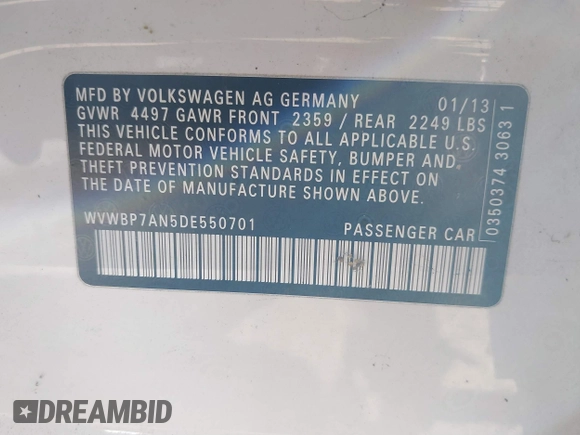 MFD BY VOLKSWAGEN AG GERMANY 01/13
GVWR 4497 GAWR FRONT 2359 / REAR 2249 LBS
THIS VEHICLE CONFORMS TO ALL APPLICABLE U.S.
FEDERAL MOTOR VEHICLE SAFETY, BUMPER AND.
THEFT PREVENTION STANDARDS IN EFFECT ON
THE DATE OF MANUFACTURE SHOWN ABOVE.
WVWBP7AN5DE550701 PASSENGER CAR
0350374 3063 1
DREAMBID